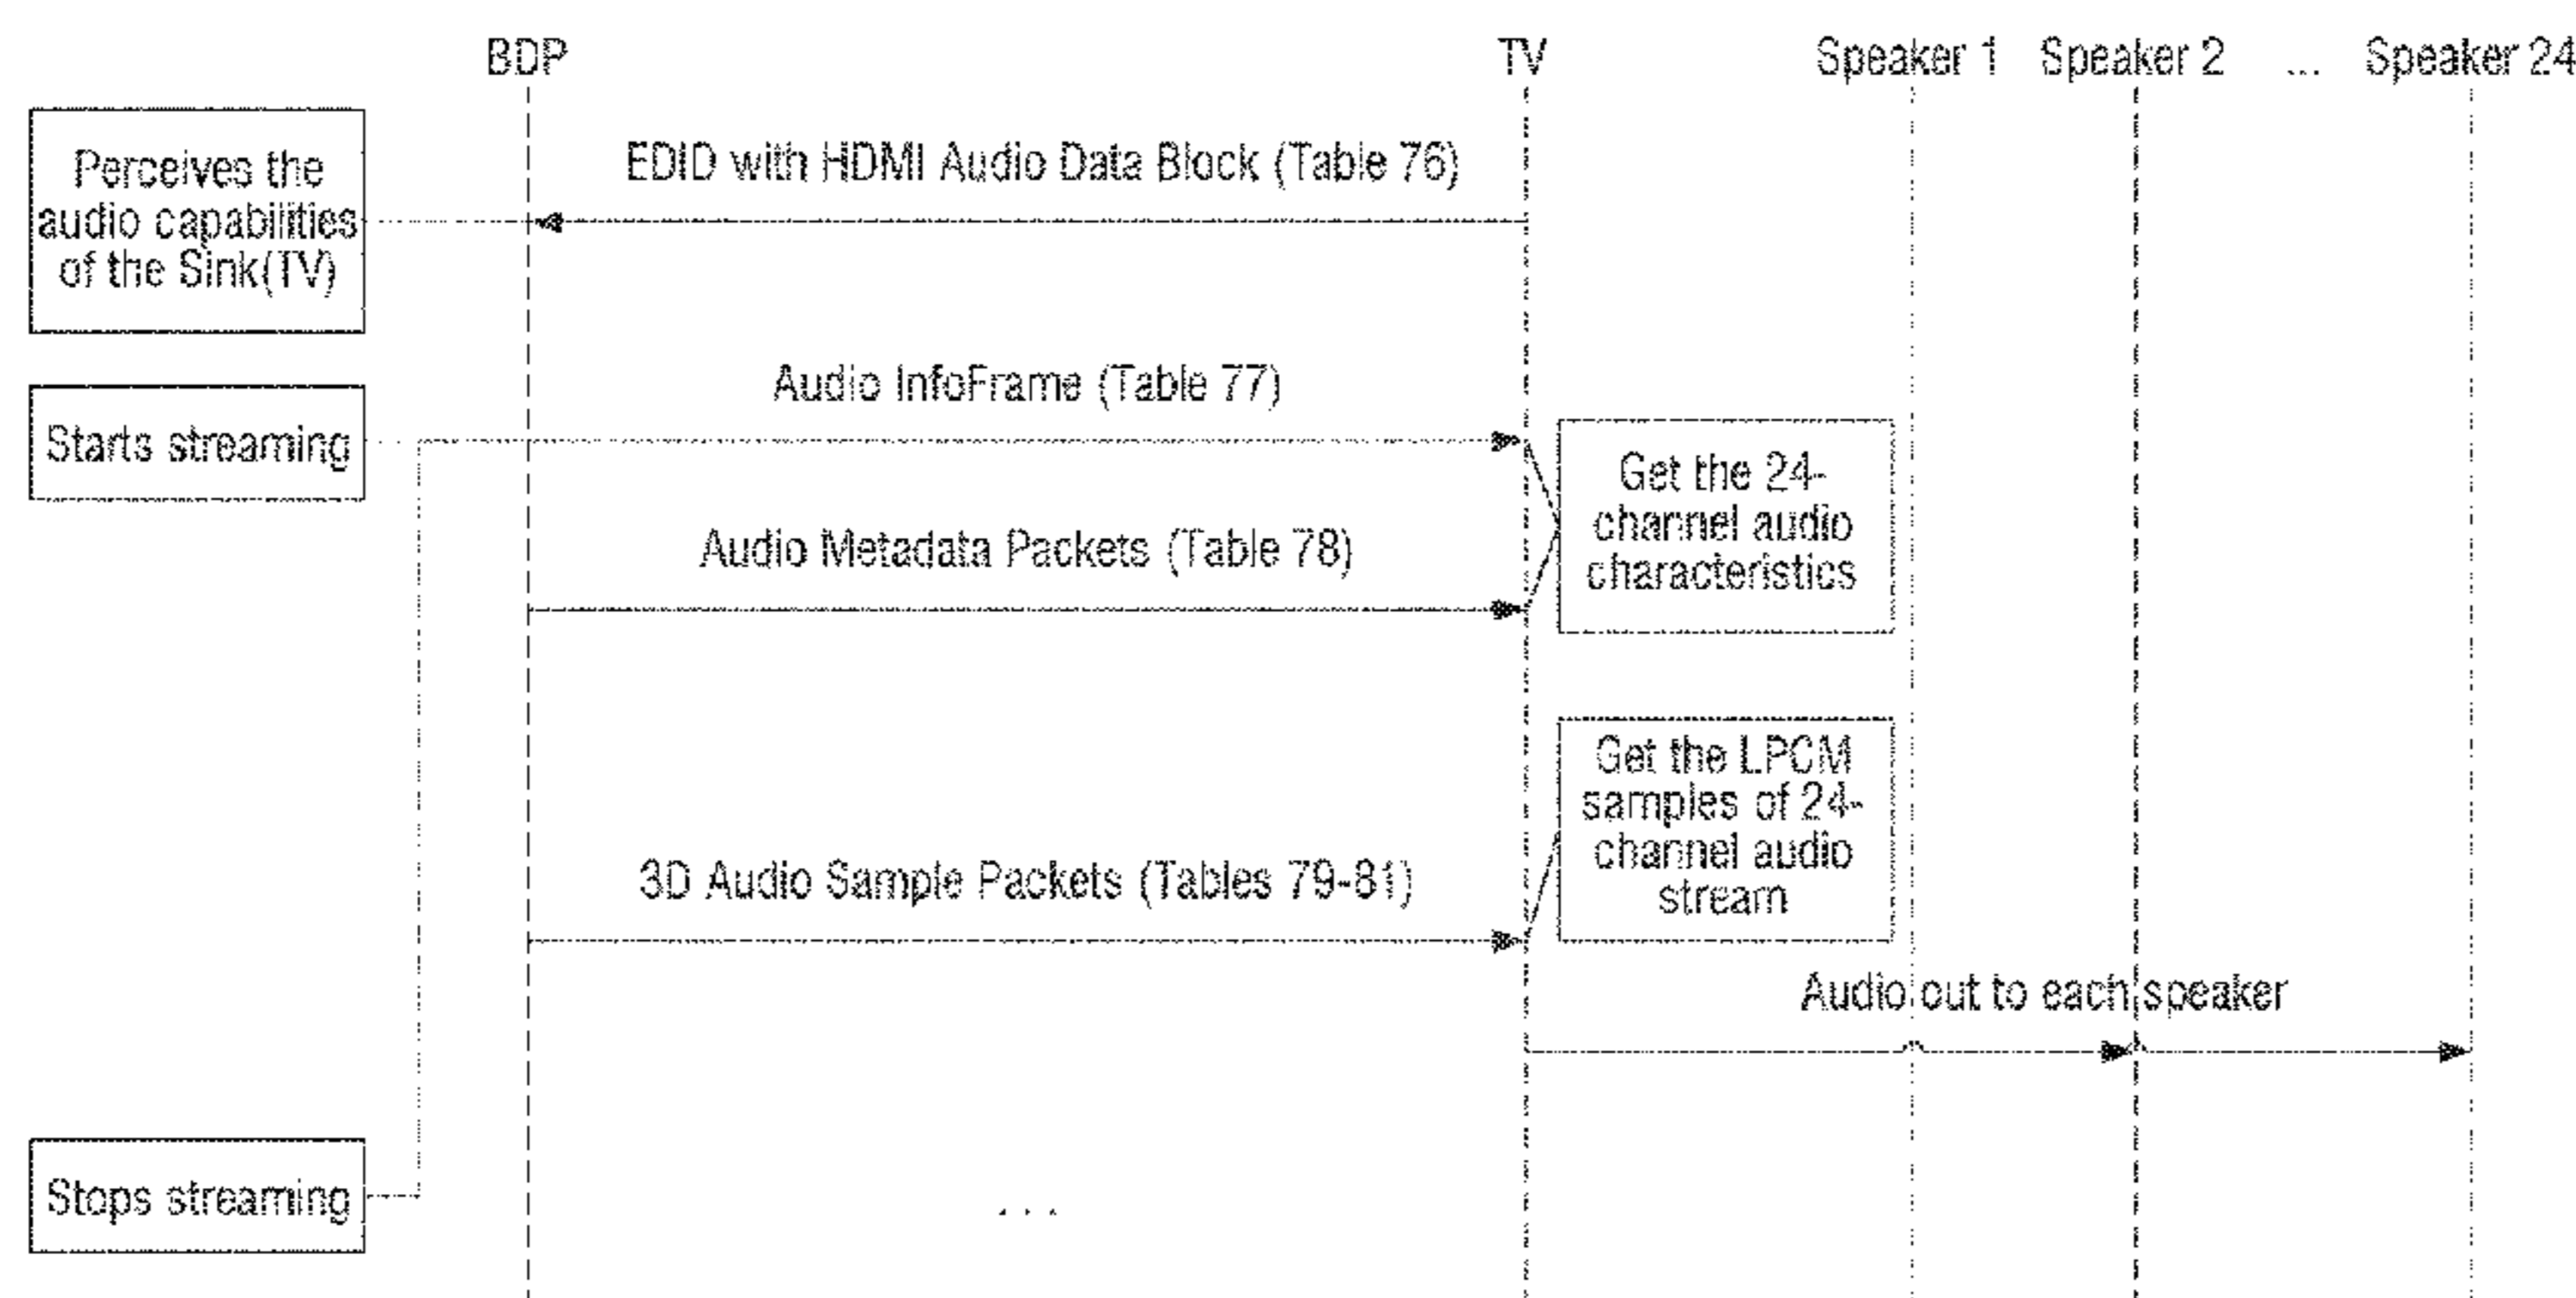 BDP
TV
Speaker 1
Speaker 2
...
Speaker 24
Perceives the
audio capabilities
of the Sink(TV)
EDID with HDMI Audio Data Block (Table 76)
Audio InfoFrame (Table 77)
Starts streaming
Get the 24-
channel audio
characteristics
Audio Metadata Packets (Table 78)
Get the LPCM
samples of 24-
channel audio
stream
3D Audio Sample Packets (Tables 79-81)
Audio out to each speaker
Stops streaming
...